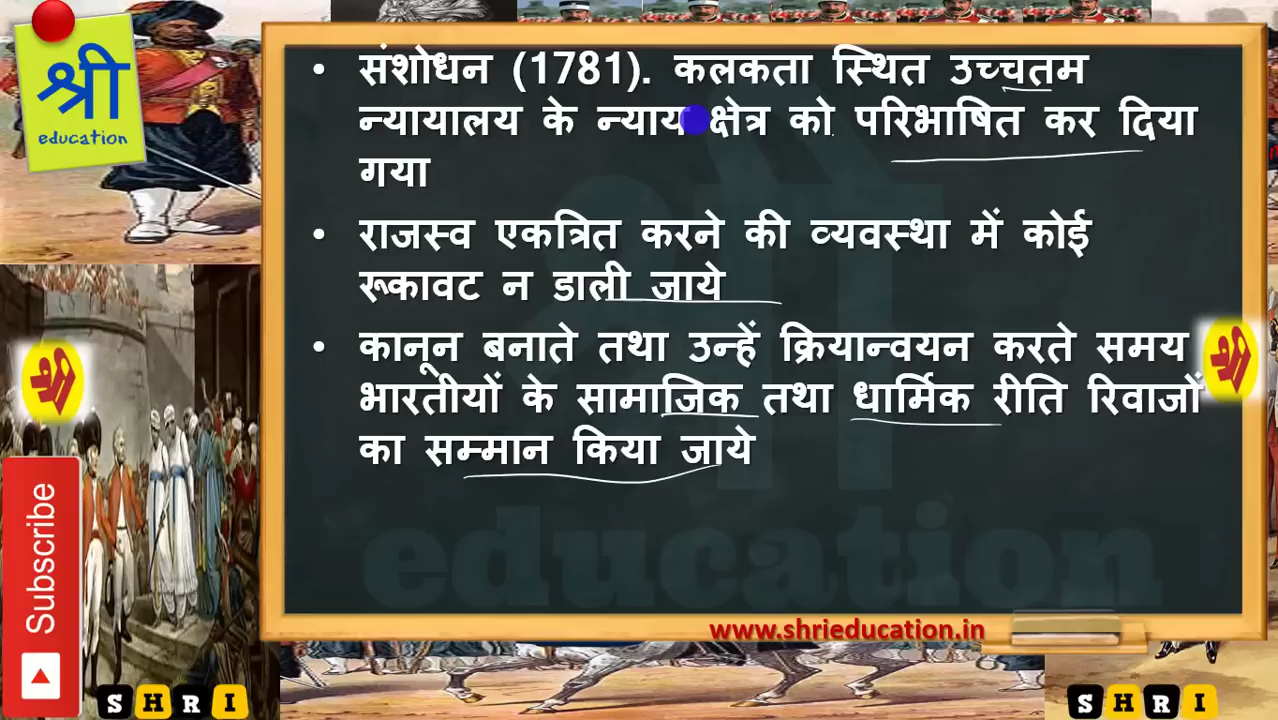 श्री
education
संशोधन (1781). कलकता स्थित उच्चतम
न्यायालय के न्याय क्षेत्र को परिभाषित कर दिया
गया
राजस्व एकत्रित करने की व्यवस्था में कोई
रूकावट न डाली जाये
कानून बनाते तथा उन्हें क्रियान्वयन करते समय
भारतीयों के सामाजिक तथा धार्मिक रीति रिवाजों
का सम्मान किया जाये
श्री
श्री
श्री
education
Subscribe
www.shrieducation.in
SHRI
SHRI